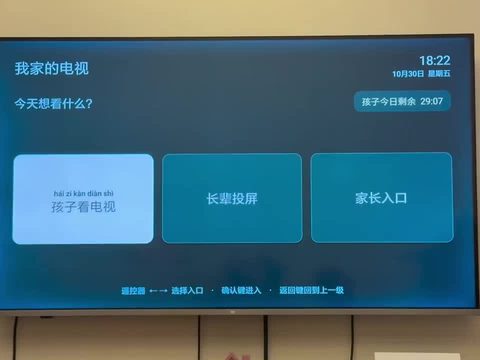 我家的电视
18:22
10月30日 星期五
今天想看什么？
孩子今日剩余 29:07
hái zi kàn diàn shì
孩子看电视
长辈投屏
家长入口
遥控器 ←→ 选择入口 · 确认键进入 · 返回键回到上一级